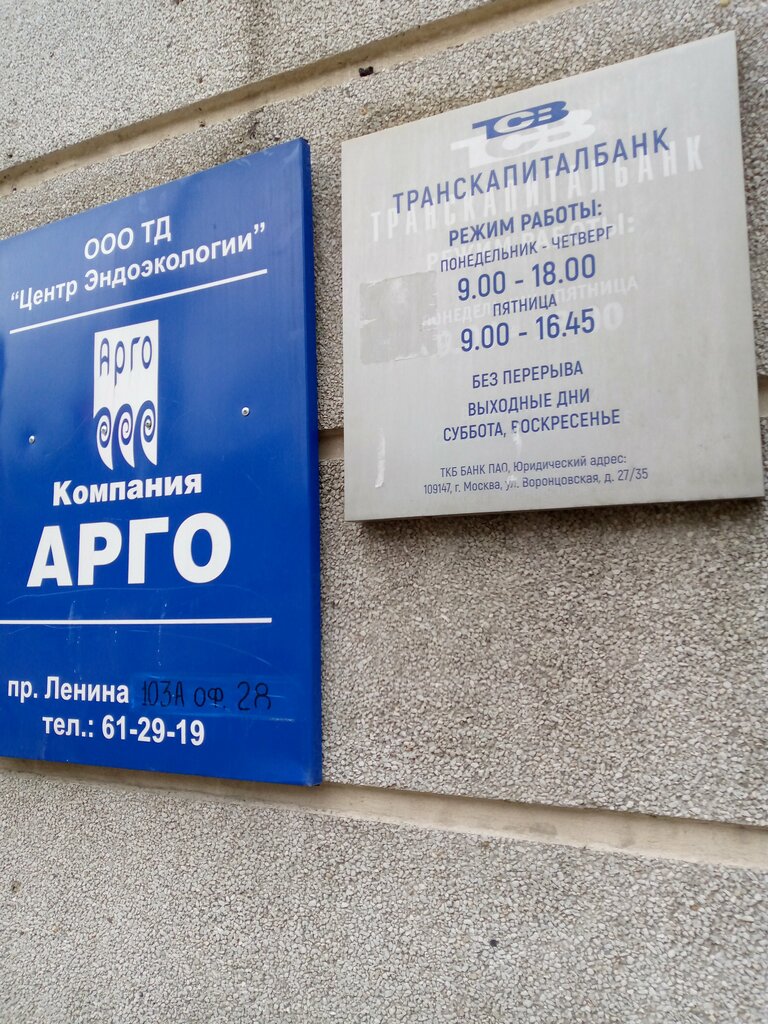 ООО ТД
"Центр Эндоэкологии"
Арго
Компания
АРГО
пр. Ленина 103А оф. 28
тел.: 61-29-19
TCB
ТРАНСКАПИТАЛБАНК
РЕЖИМ РАБОТЫ:
ПОНЕДЕЛЬНИК - ЧЕТВЕРГ
9.00 - 18.00
ПЯТНИЦА
9.00 - 16.45
БЕЗ ПЕРЕРЫВА
ВЫХОДНЫЕ ДНИ
СУББОТА, ВОСКРЕСЕНЬЕ
ТКБ БАНК ПАО, Юридический адрес:
109147, г. Москва, ул. Воронцовская, д. 27/35